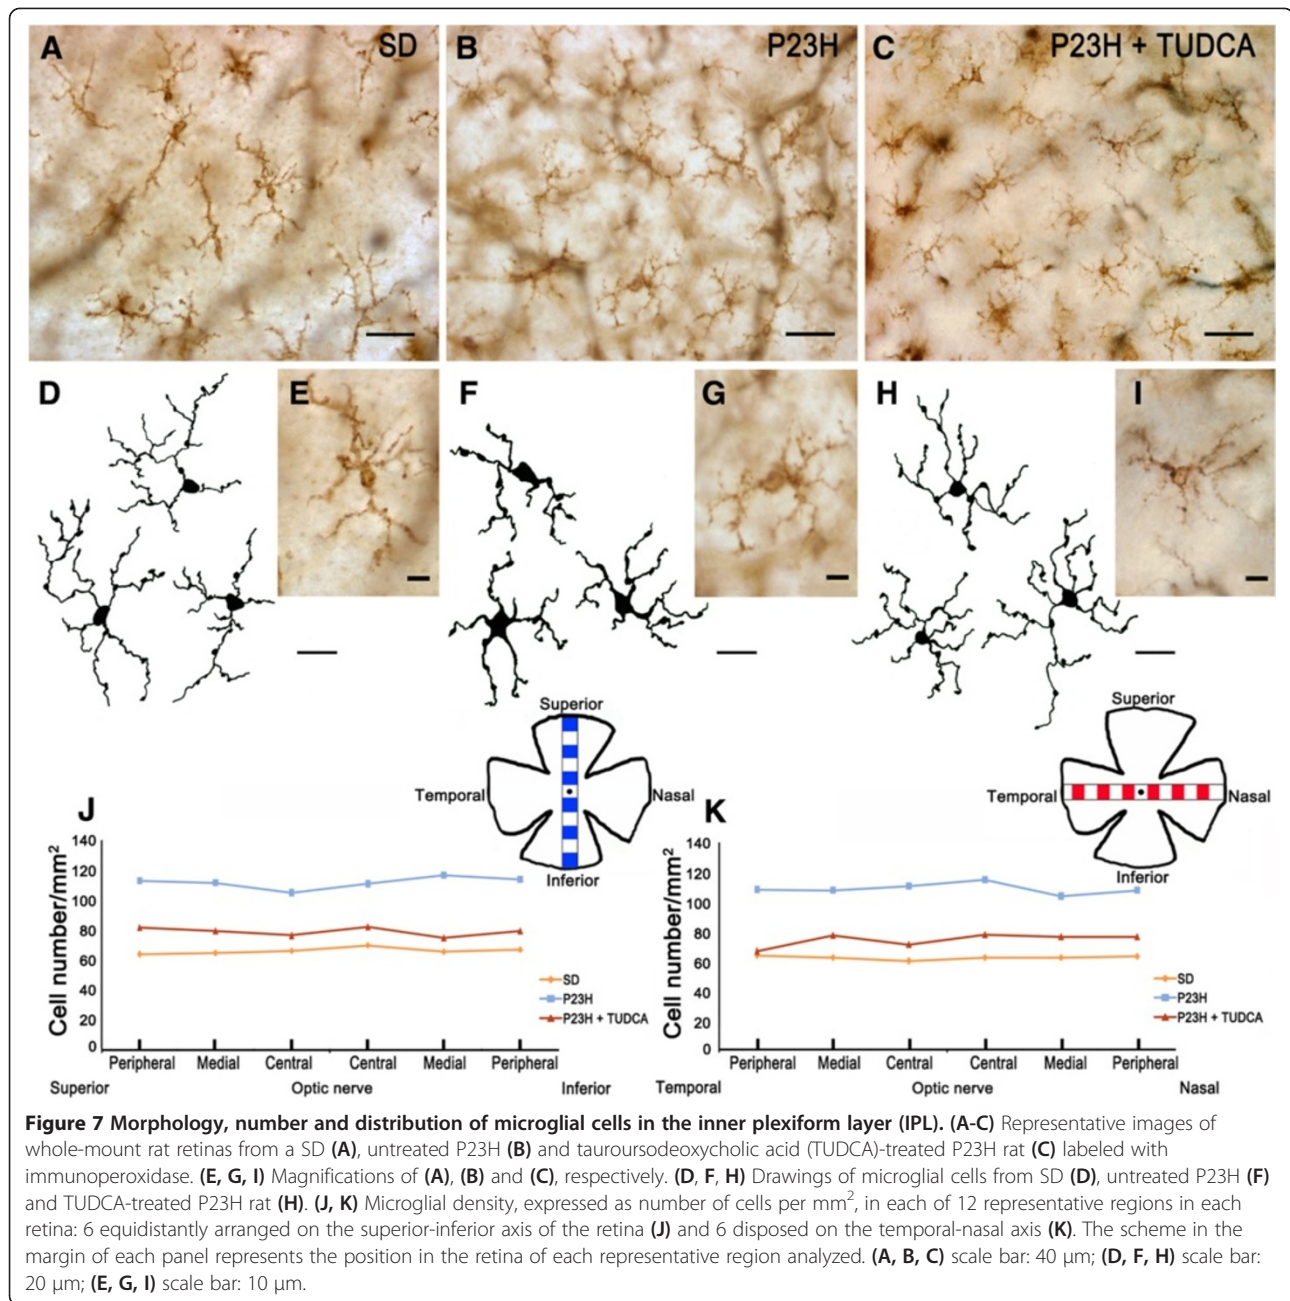 A SD
B P23H
C P23H + TUDCA
D
E
F
G
H
I
J
Superior
Temporal
Nasal
Inferior
Cell number/mm²
140
120
100
80
60
40
20
0
SD
P23H
P23H + TUDCA
Peripheral Medial Central Central Medial Peripheral
Superior Optic nerve Inferior
K
Superior
Temporal
Nasal
Inferior
Cell number/mm²
140
120
100
80
60
40
20
0
SD
P23H
P23H + TUDCA
Peripheral Medial Central Central Medial Peripheral
Temporal Optic nerve Nasal
Figure 7 Morphology, number and distribution of microglial cells in the inner plexiform layer (IPL). (A-C) Representative images of
whole-mount rat retinas from a SD (A), untreated P23H (B) and tauroursodeoxycholic acid (TUDCA)-treated P23H rat (C) labeled with
immunoperoxidase. (E, G, I) Magnifications of (A), (B) and (C), respectively. (D, F, H) Drawings of microglial cells from SD (D), untreated P23H (F)
and TUDCA-treated P23H rat (H). (J, K) Microglial density, expressed as number of cells per mm², in each of 12 representative regions in each
retina: 6 equidistantly arranged on the superior-inferior axis of the retina (J) and 6 disposed on the temporal-nasal axis (K). The scheme in the
margin of each panel represents the position in the retina of each representative region analyzed. (A, B, C) scale bar: 40 μm; (D, F, H) scale bar:
20 μm; (E, G, I) scale bar: 10 μm.